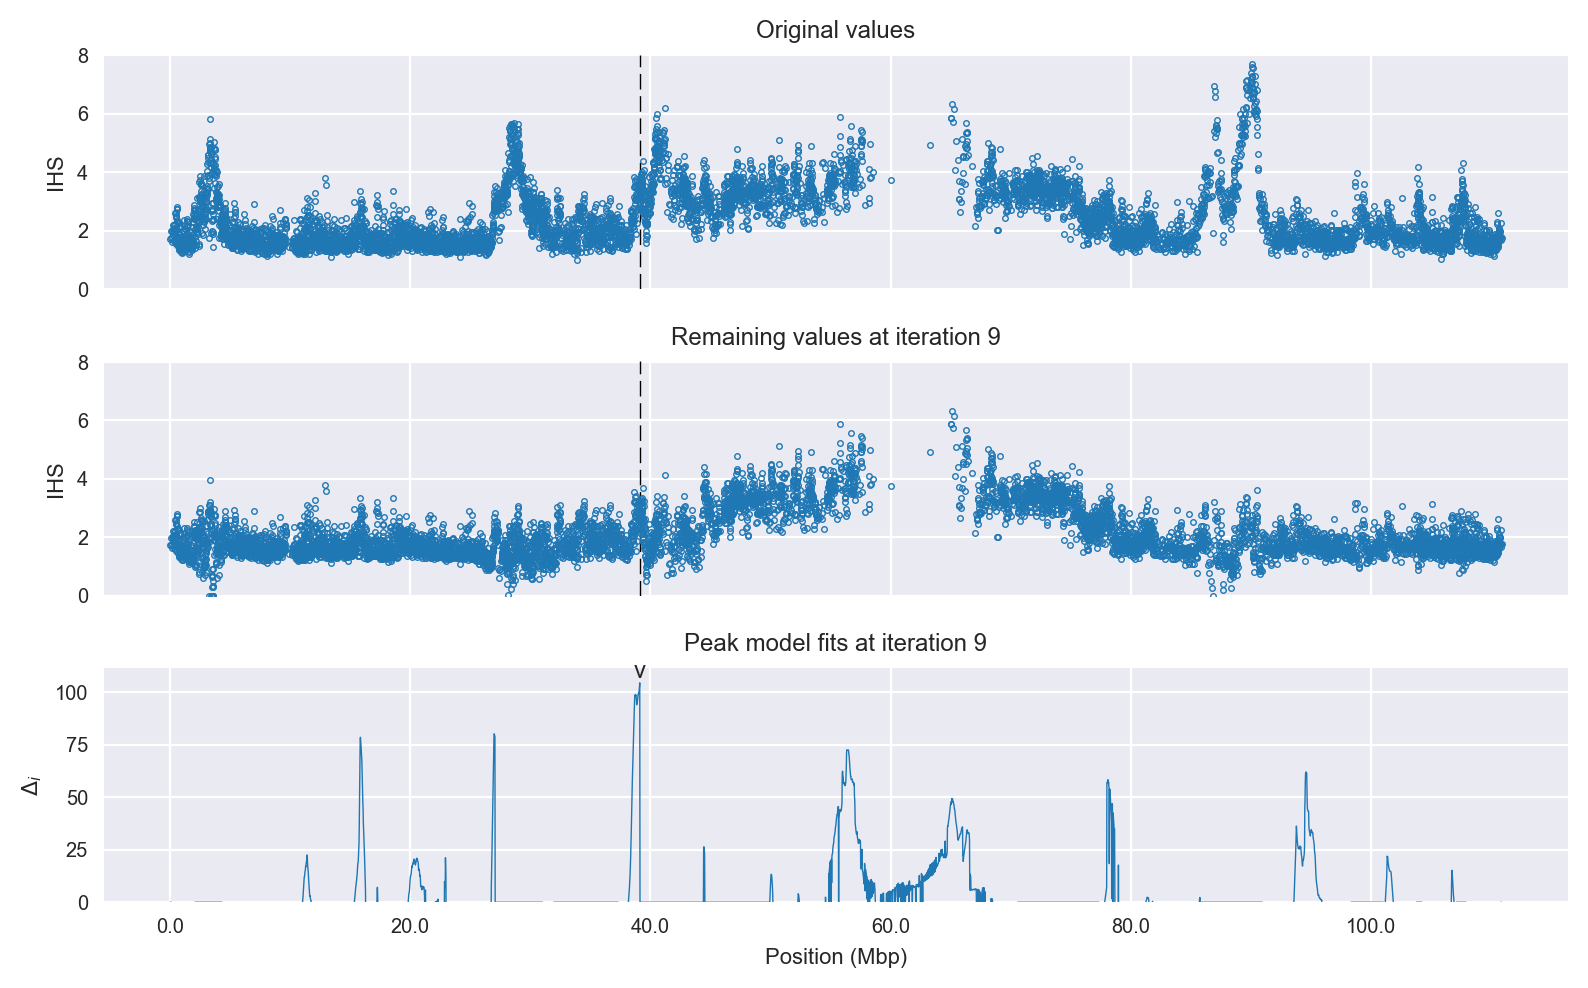 Original values
8
6
4
2
0
IHS
Remaining values at iteration 9
8
6
4
2
0
IHS
Peak model fits at iteration 9
v
100
75
50
25
0
Δi
0.0 20.0 40.0 60.0 80.0 100.0
Position (Mbp)